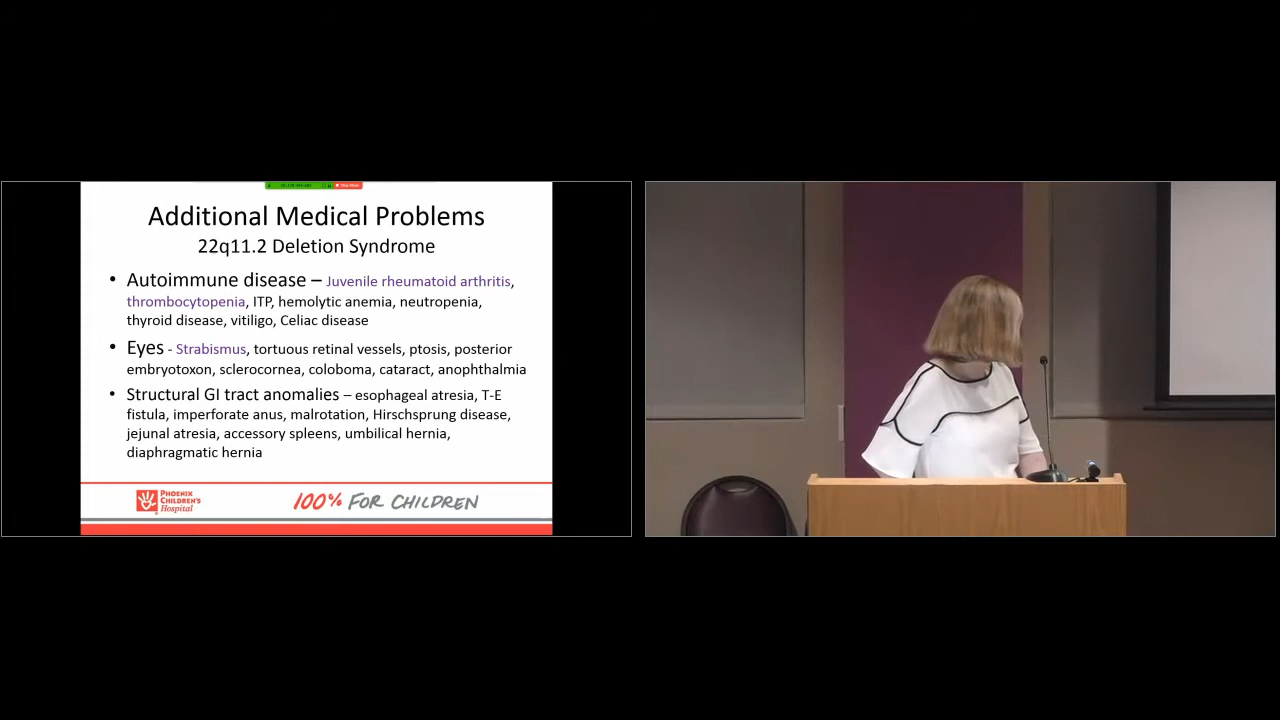 Additional Medical Problems
22q11.2 Deletion Syndrome
• Autoimmune disease – Juvenile rheumatoid arthritis,
thrombocytopenia, ITP, hemolytic anemia, neutropenia,
thyroid disease, vitiligo, Celiac disease
• Eyes - Strabismus, tortuous retinal vessels, ptosis, posterior
embryotoxon, sclerocornea, coloboma, cataract, anophthalmia
• Structural GI tract anomalies – esophageal atresia, T-E
fistula, imperforate anus, malrotation, Hirschsprung disease,
jejunal atresia, accessory spleens, umbilical hernia,
diaphragmatic hernia
PHOENIX
CHILDREN'S
Hospital
100% FOR CHILDREN